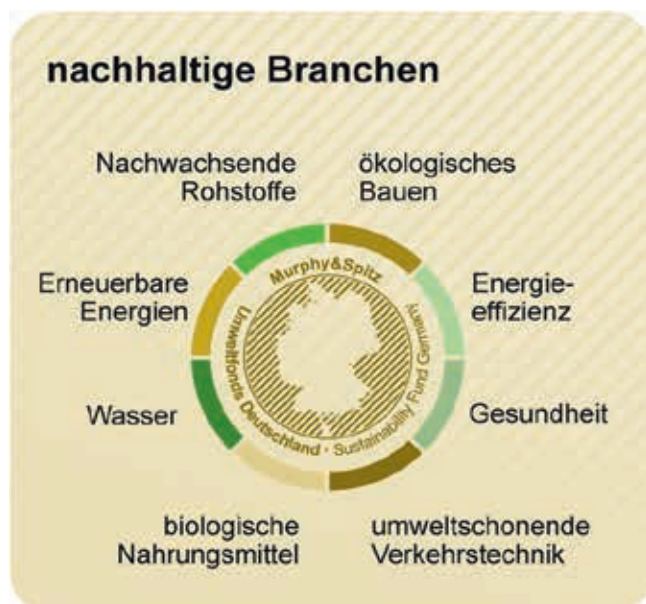 nachhaltige Branchen
Nachwachsende
Rohstoffe
ökologisches
Bauen
Erneuerbare
Energien
Energie-
effizienz
Murphy&Spitz
Umweltfonds Deutschland · Sustainability Fund Germany
Wasser
Gesundheit
biologische
Nahrungsmittel
umweltschonende
Verkehrstechnik